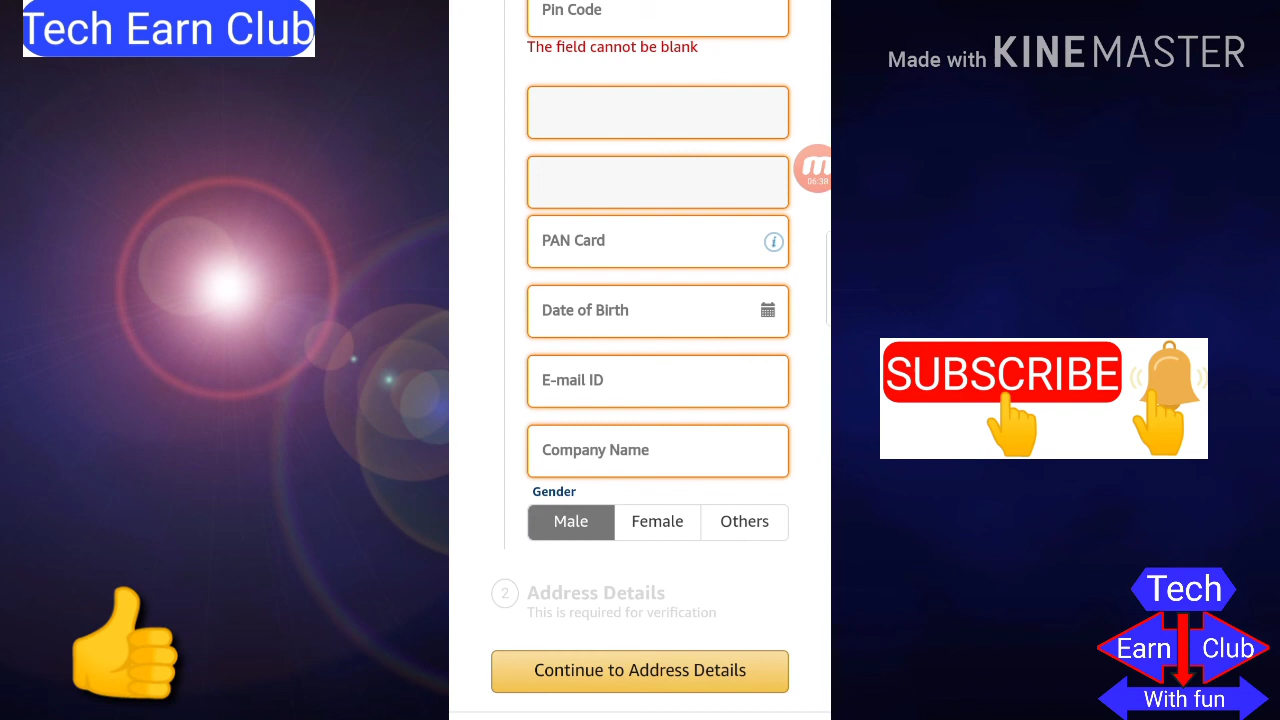 Tech Earn Club
Made with KINEMASTER
Pin Code
The field cannot be blank
06:38
PAN Card
i
Date of Birth
E-mail ID
Company Name
Gender
Male Female Others
2 Address Details
This is required for verification
Continue to Address Details
SUBSCRIBE
Tech
Earn Club
With fun